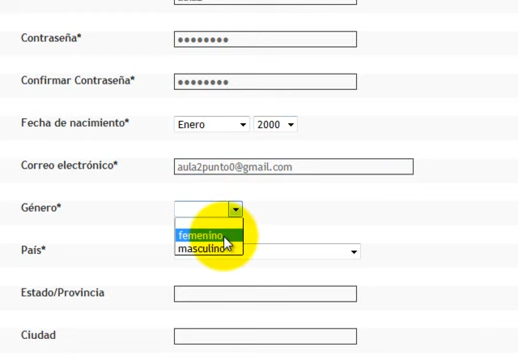 Contraseña*
Confirmar Contraseña*
Fecha de nacimiento* Enero 2000
Correo electrónico* aula2punto0@gmail.com
Género*
femenino
masculino
País*
Estado/Provincia
Ciudad